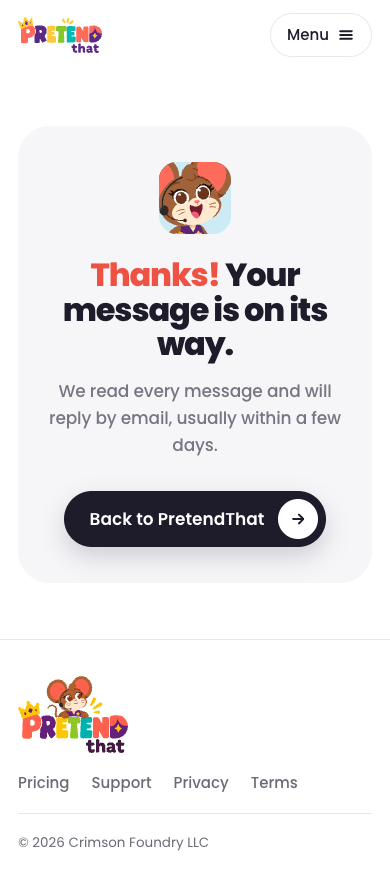 PRETEND
that
Menu
Thanks! Your
message is on its
way.
We read every message and will
reply by email, usually within a few
days.
Back to PretendThat
PRETEND
that
Pricing Support Privacy Terms
© 2026 Crimson Foundry LLC